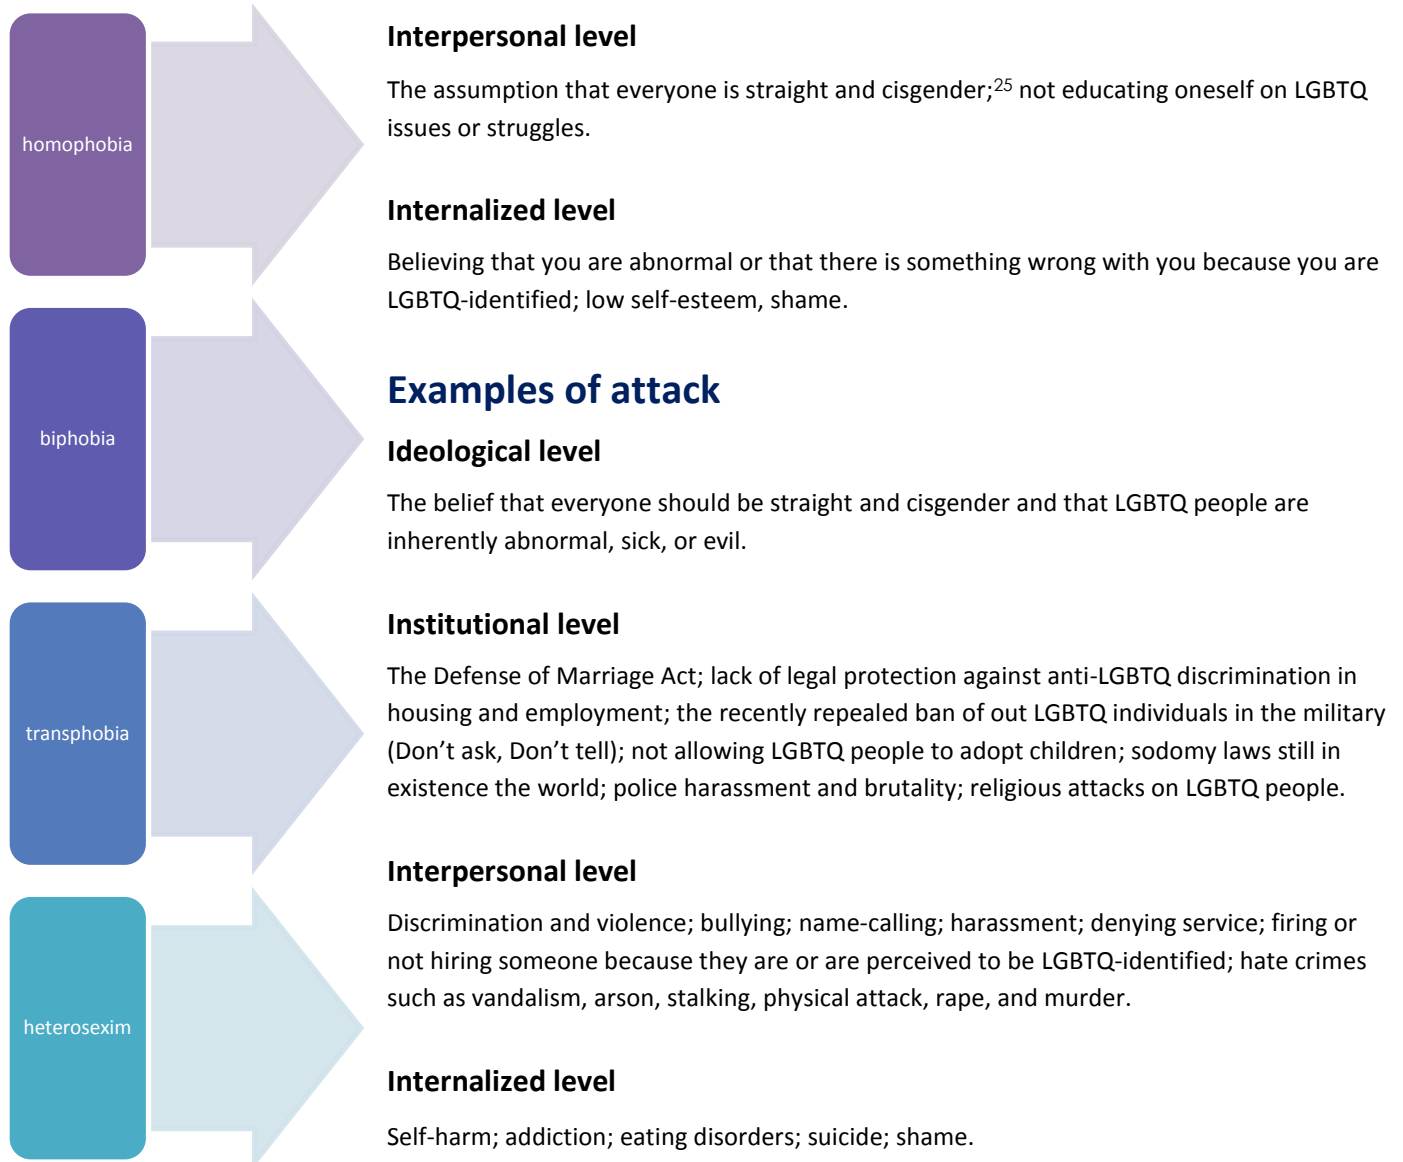 homophobia
biphobia
transphobia
heterosexim
Interpersonal level
The assumption that everyone is straight and cisgender;25 not educating oneself on LGBTQ
issues or struggles.
Internalized level
Believing that you are abnormal or that there is something wrong with you because you are
LGBTQ-identified; low self-esteem, shame.
Examples of attack
Ideological level
The belief that everyone should be straight and cisgender and that LGBTQ people are
inherently abnormal, sick, or evil.
Institutional level
The Defense of Marriage Act; lack of legal protection against anti-LGBTQ discrimination in
housing and employment; the recently repealed ban of out LGBTQ individuals in the military
(Don’t ask, Don’t tell); not allowing LGBTQ people to adopt children; sodomy laws still in
existence the world; police harassment and brutality; religious attacks on LGBTQ people.
Interpersonal level
Discrimination and violence; bullying; name-calling; harassment; denying service; firing or
not hiring someone because they are or are perceived to be LGBTQ-identified; hate crimes
such as vandalism, arson, stalking, physical attack, rape, and murder.
Internalized level
Self-harm; addiction; eating disorders; suicide; shame.